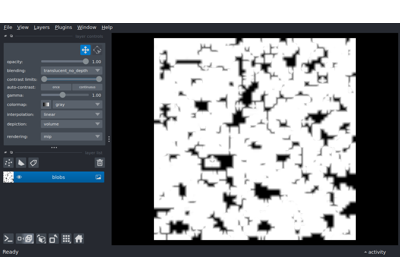 File View Layers Plugins Window Help
opacity: 1.00
blending: translucent_no_depth
contrast limits:
auto-contrast: once continuous
gamma: 1.00
colormap: gray
interpolation: linear
depiction: volume
rendering: mip
blobs
Ready activity